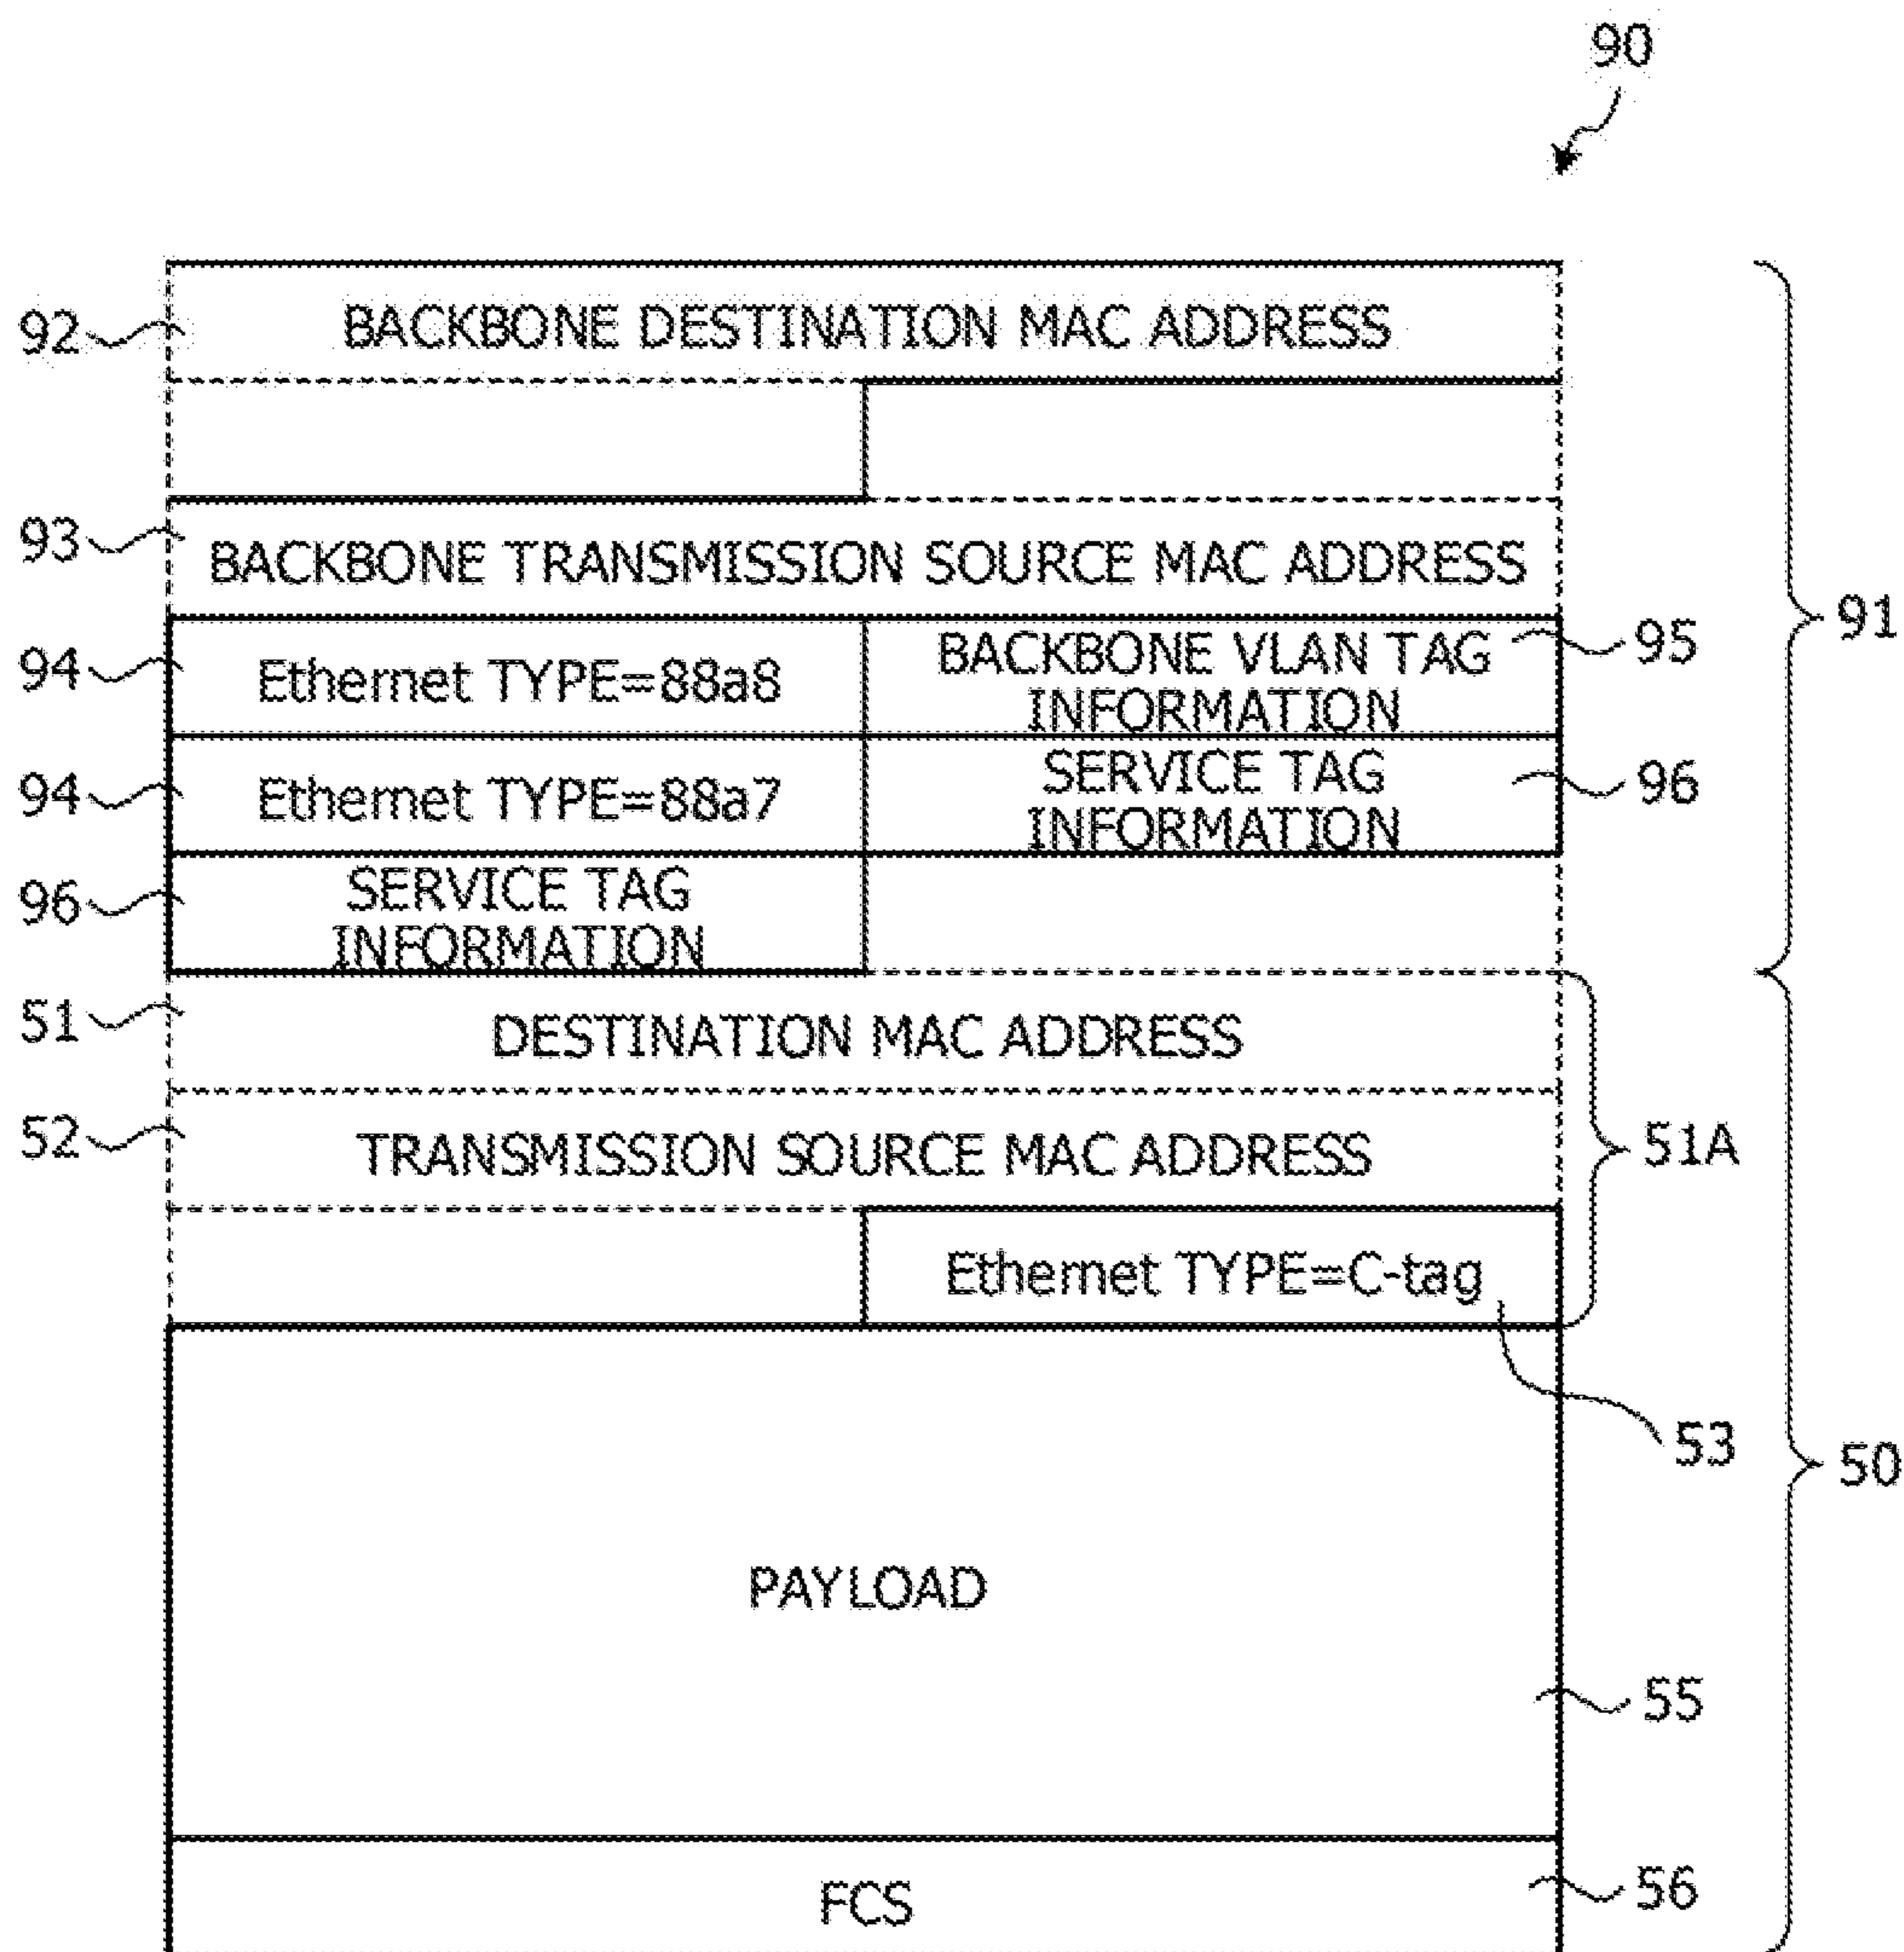 90
92
BACKBONE DESTINATION MAC ADDRESS
93
BACKBONE TRANSMISSION SOURCE MAC ADDRESS
91
94
Ethernet TYPE=88a8
BACKBONE VLAN TAG
INFORMATION
95
94
Ethernet TYPE=88a7
SERVICE TAG
INFORMATION
96
96
SERVICE TAG
INFORMATION
51
DESTINATION MAC ADDRESS
52
TRANSMISSION SOURCE MAC ADDRESS
51A
Ethernet TYPE=C-tag
53
50
PAYLOAD
55
FCS
56